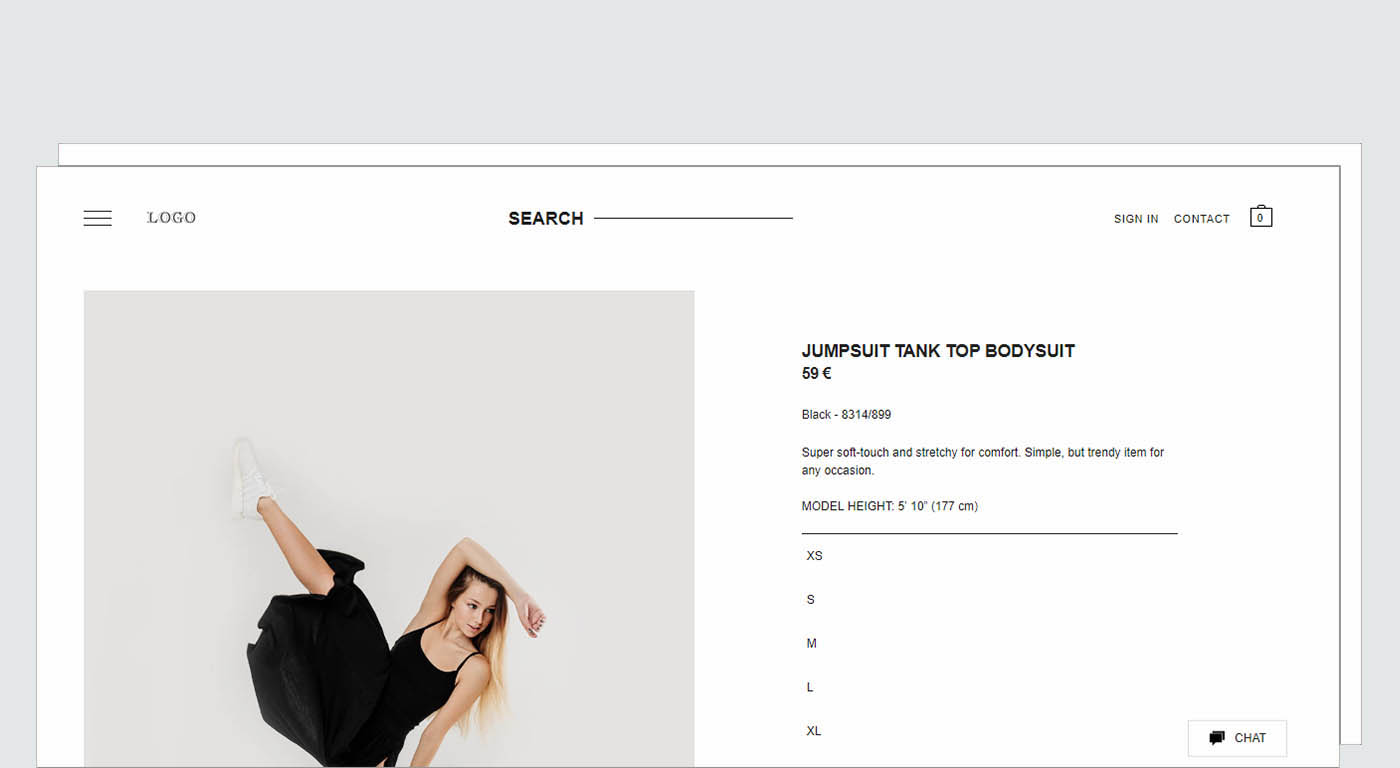 LOGO
SEARCH
SIGN IN CONTACT 0
JUMPSUIT TANK TOP BODYSUIT
59 €
Black - 8314/899
Super soft-touch and stretchy for comfort. Simple, but trendy item for
any occasion.
MODEL HEIGHT: 5’ 10” (177 cm)
XS
S
M
L
XL
CHAT